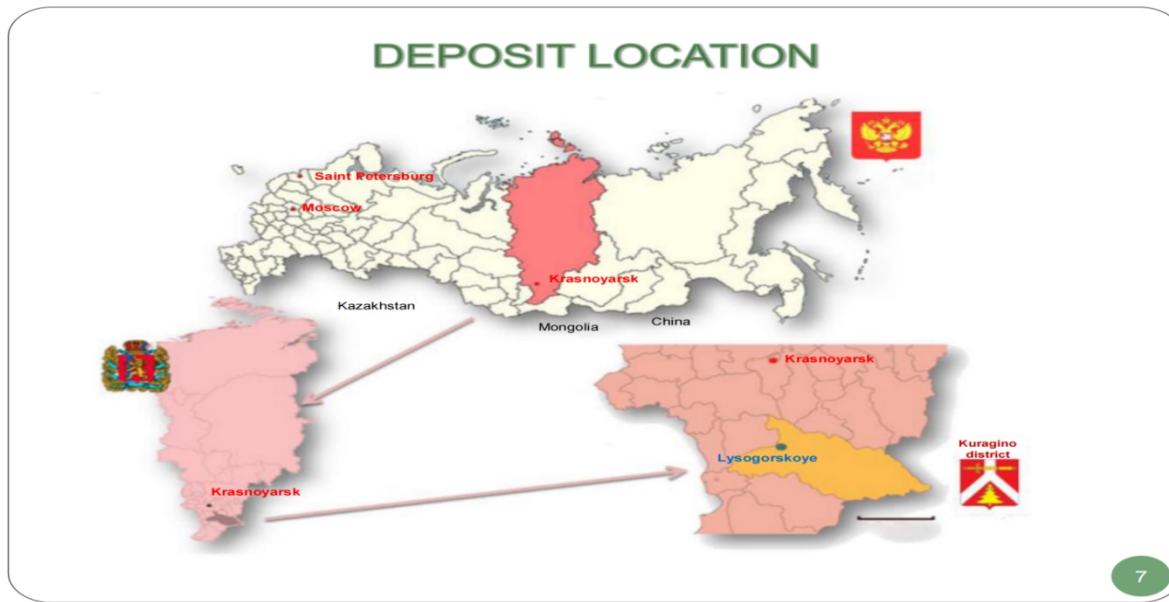 DEPOSIT LOCATION
Saint Petersburg
Moscow
Krasnoyarsk
Kazakhstan
Mongolia
China
Krasnoyarsk
Krasnoyarsk
Lysogorskoye
Kuragino
district
7